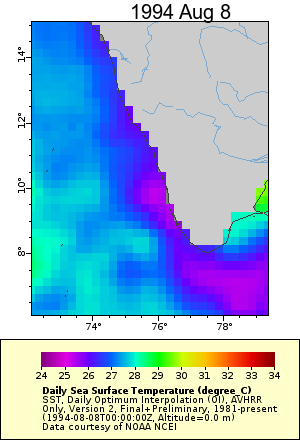 1994 Aug 8
14°
12°
10°
8°
74° 76° 78°
24 25 26 27 28 29 30 31 32 33 34
Daily Sea Surface Temperature (degree_C)
SST, Daily Optimum Interpolation (OI), AVHRR
Only, Version 2, Final+Preliminary, 1981-present
(1994-08-08T00:00:00Z, Altitude=0.0 m)
Data courtesy of NOAA NCEI